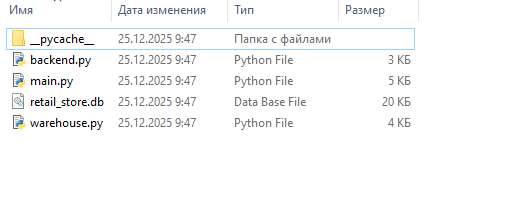 Имя Дата изменения Тип Размер
__pycache__ 25.12.2025 9:47 Папка с файлами
backend.py 25.12.2025 9:47 Python File 3 КБ
main.py 25.12.2025 9:47 Python File 5 КБ
retail_store.db 25.12.2025 9:47 Data Base File 20 КБ
warehouse.py 25.12.2025 9:47 Python File 4 КБ